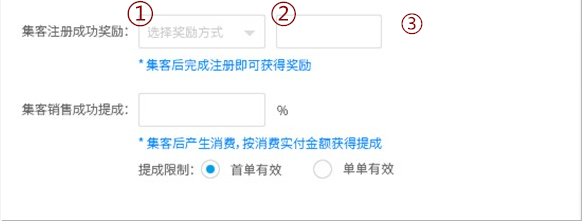 ① ② ③
集客注册成功奖励： 选择奖励方式
* 集客后完成注册即可获得奖励
集客销售成功提成： %
* 集客后产生消费，按消费实付金额获得提成
提成限制： 首单有效 单单有效